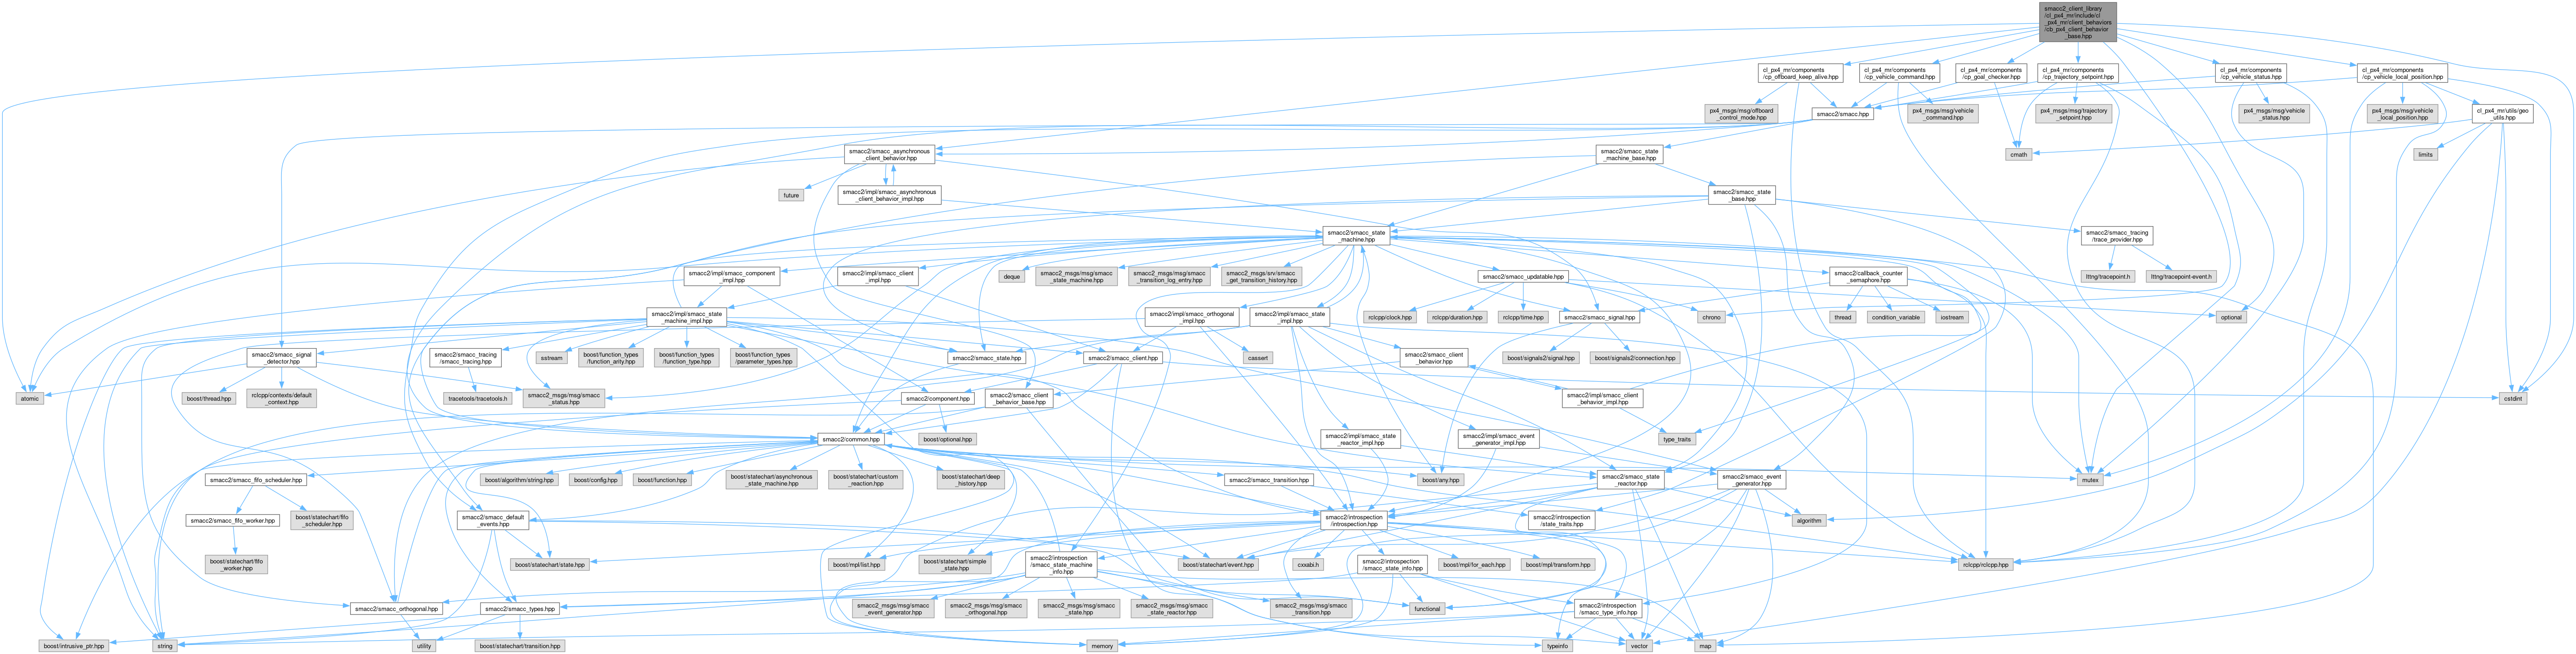 smacc2_client_library
/cl_px4_mr/include/cl
_px4_mr/client_behaviors
/cb_px4_client_behavior
_base.hpp
cl_px4_mr/components
/cp_offboard_keep_alive.hpp
cl_px4_mr/components
/cp_vehicle_command.hpp
cl_px4_mr/components
/cp_goal_checker.hpp
cl_px4_mr/components
/cp_trajectory_setpoint.hpp
cl_px4_mr/components
/cp_vehicle_status.hpp
cl_px4_mr/components
/cp_vehicle_local_position.hpp
px4_msgs/msg/offboard
_control_mode.hpp
smacc2/smacc.hpp
px4_msgs/msg/vehicle
_command.hpp
px4_msgs/msg/trajectory
_setpoint.hpp
px4_msgs/msg/vehicle
_status.hpp
px4_msgs/msg/vehicle
_local_position.hpp
cl_px4_mr/utils/geo
_utils.hpp
smacc2/smacc_asynchronous
_client_behavior.hpp
smacc2/smacc_state
_machine_base.hpp
cmath
limits
future
smacc2/impl/smacc_asynchronous
_client_behavior_impl.hpp
smacc2/smacc_state
_base.hpp
smacc2/smacc_state
_machine.hpp
smacc2/smacc_tracing
/trace_provider.hpp
smacc2/impl/smacc_component
_impl.hpp
smacc2/impl/smacc_client
_impl.hpp
deque
smacc2_msgs/msg/smacc
_state_machine.hpp
smacc2_msgs/msg/smacc
_transition_log_entry.hpp
smacc2_msgs/srv/smacc
_get_transition_history.hpp
smacc2/smacc_updatable.hpp
smacc2/callback_counter
_semaphore.hpp
lttng/tracepoint.h
lttng/tracepoint-event.h
smacc2/impl/smacc_state
_machine_impl.hpp
smacc2/impl/smacc_orthogonal
_impl.hpp
smacc2/impl/smacc_state
_impl.hpp
rclcpp/clock.hpp
rclcpp/duration.hpp
rclcpp/time.hpp
smacc2/smacc_signal.hpp
chrono
thread
condition_variable
iostream
optional
smacc2/smacc_signal
_detector.hpp
smacc2/smacc_tracing
/smacc_tracing.hpp
sstream
boost/function_types
/function_arity.hpp
boost/function_types
/function_type.hpp
boost/function_types
/parameter_types.hpp
smacc2/smacc_state.hpp
smacc2/smacc_client.hpp
cassert
smacc2/smacc_client
_behavior.hpp
boost/signals2/signal.hpp
boost/signals2/connection.hpp
atomic
boost/thread.hpp
rclcpp/contexts/default
_context.hpp
tracetools/tracetools.h
smacc2_msgs/msg/smacc
_status.hpp
smacc2/component.hpp
smacc2/smacc_client
_behavior_base.hpp
smacc2/impl/smacc_client
_behavior_impl.hpp
cstdint
smacc2/common.hpp
boost/optional.hpp
smacc2/impl/smacc_state
_reactor_impl.hpp
smacc2/impl/smacc_event
_generator_impl.hpp
type_traits
smacc2/smacc_fifo_scheduler.hpp
boost/algorithm/string.hpp
boost/config.hpp
boost/function.hpp
boost/statechart/asynchronous
_state_machine.hpp
boost/statechart/custom
_reaction.hpp
boost/statechart/deep
_history.hpp
smacc2/smacc_transition.hpp
boost/any.hpp
smacc2/smacc_state
_reactor.hpp
smacc2/smacc_event
_generator.hpp
mutex
smacc2/smacc_fifo_worker.hpp
boost/statechart/fifo
_scheduler.hpp
smacc2/smacc_default
_events.hpp
smacc2/introspection
/introspection.hpp
smacc2/introspection
/state_traits.hpp
algorithm
boost/statechart/fifo
_worker.hpp
boost/statechart/state.hpp
boost/mpl/list.hpp
boost/statechart/simple
_state.hpp
smacc2/introspection
/smacc_state_machine
_info.hpp
boost/statechart/event.hpp
cxxabi.h
smacc2/introspection
/smacc_state_info.hpp
boost/mpl/for_each.hpp
boost/mpl/transform.hpp
rclcpp/rclcpp.hpp
smacc2/smacc_orthogonal.hpp
smacc2/smacc_types.hpp
smacc2_msgs/msg/smacc
_event_generator.hpp
smacc2_msgs/msg/smacc
_orthogonal.hpp
smacc2_msgs/msg/smacc
_state.hpp
smacc2_msgs/msg/smacc
_state_reactor.hpp
smacc2_msgs/msg/smacc
_transition.hpp
functional
smacc2/introspection
/smacc_type_info.hpp
boost/intrusive_ptr.hpp
string
utility
boost/statechart/transition.hpp
memory
typeinfo
vector
map